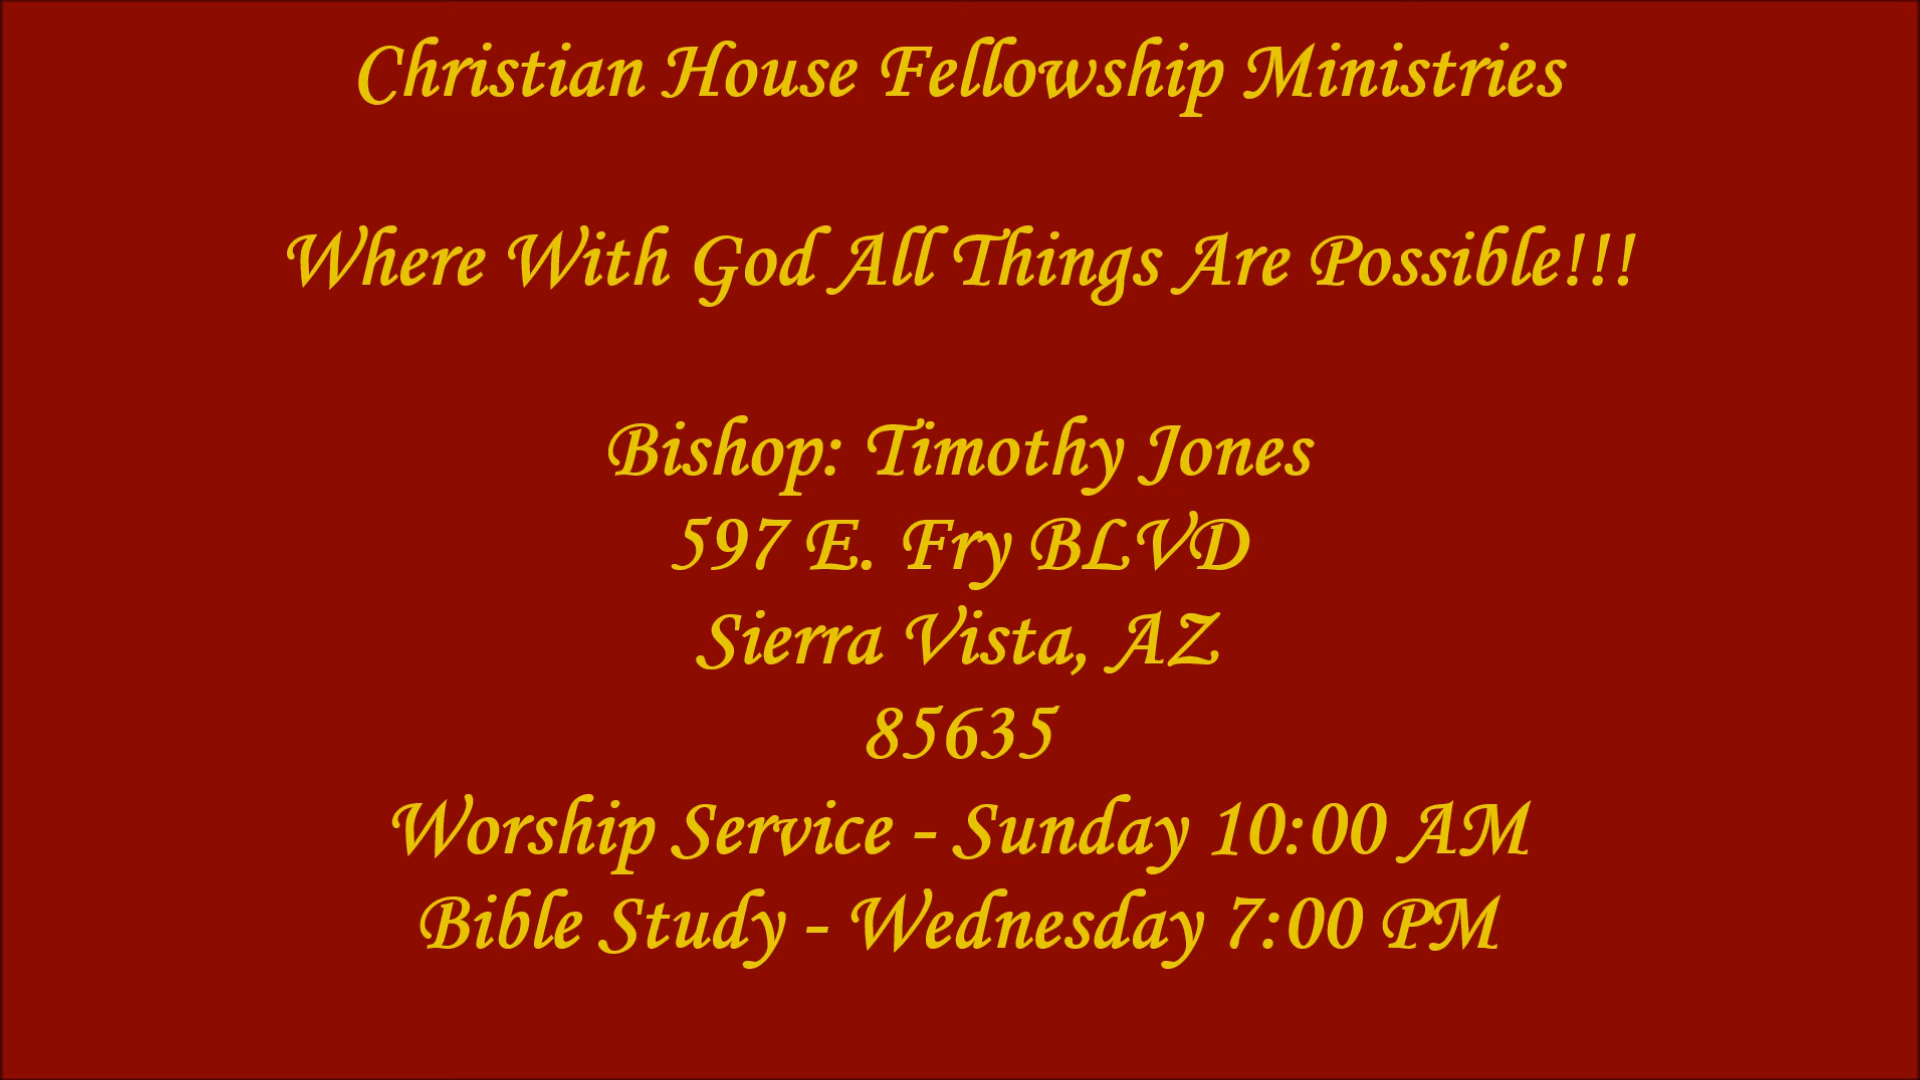 Christian House Fellowship Ministries
Where With God All Things Are Possible!!!
Bishop: Timothy Jones
597 E. Fry BLVD
Sierra Vista, AZ
85635
Worship Service - Sunday 10:00 AM
Bible Study - Wednesday 7:00 PM